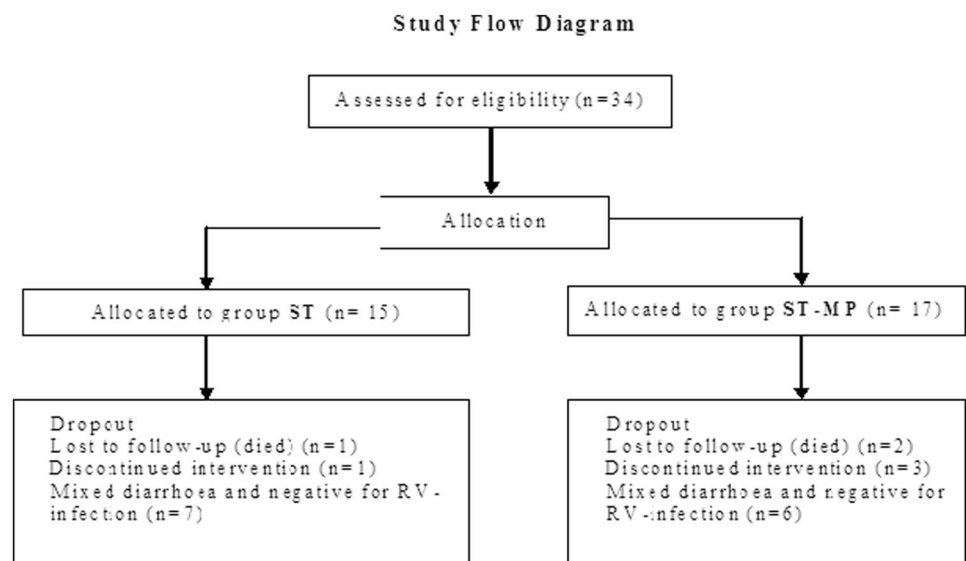 Study Flow Diagram
Assessed for eligibility (n=34)
Allocation
Allocated to group ST (n= 15)
Allocated to group ST-MP (n= 17)
Dropout
Lost to follow-up (died) (n=1)
Discontinued intervention (n=1)
Mixed diarrhoea and negative for RV-
infection (n=7)
Dropout
Lost to follow-up (died) (n=2)
Discontinued intervention (n=3)
Mixed diarrhoea and negative for
RV-infection (n=6)